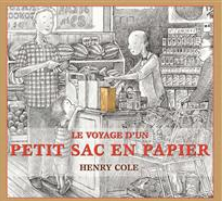 LE VOYAGE D'UN
PETIT SAC EN PAPIER
HENRY COLE